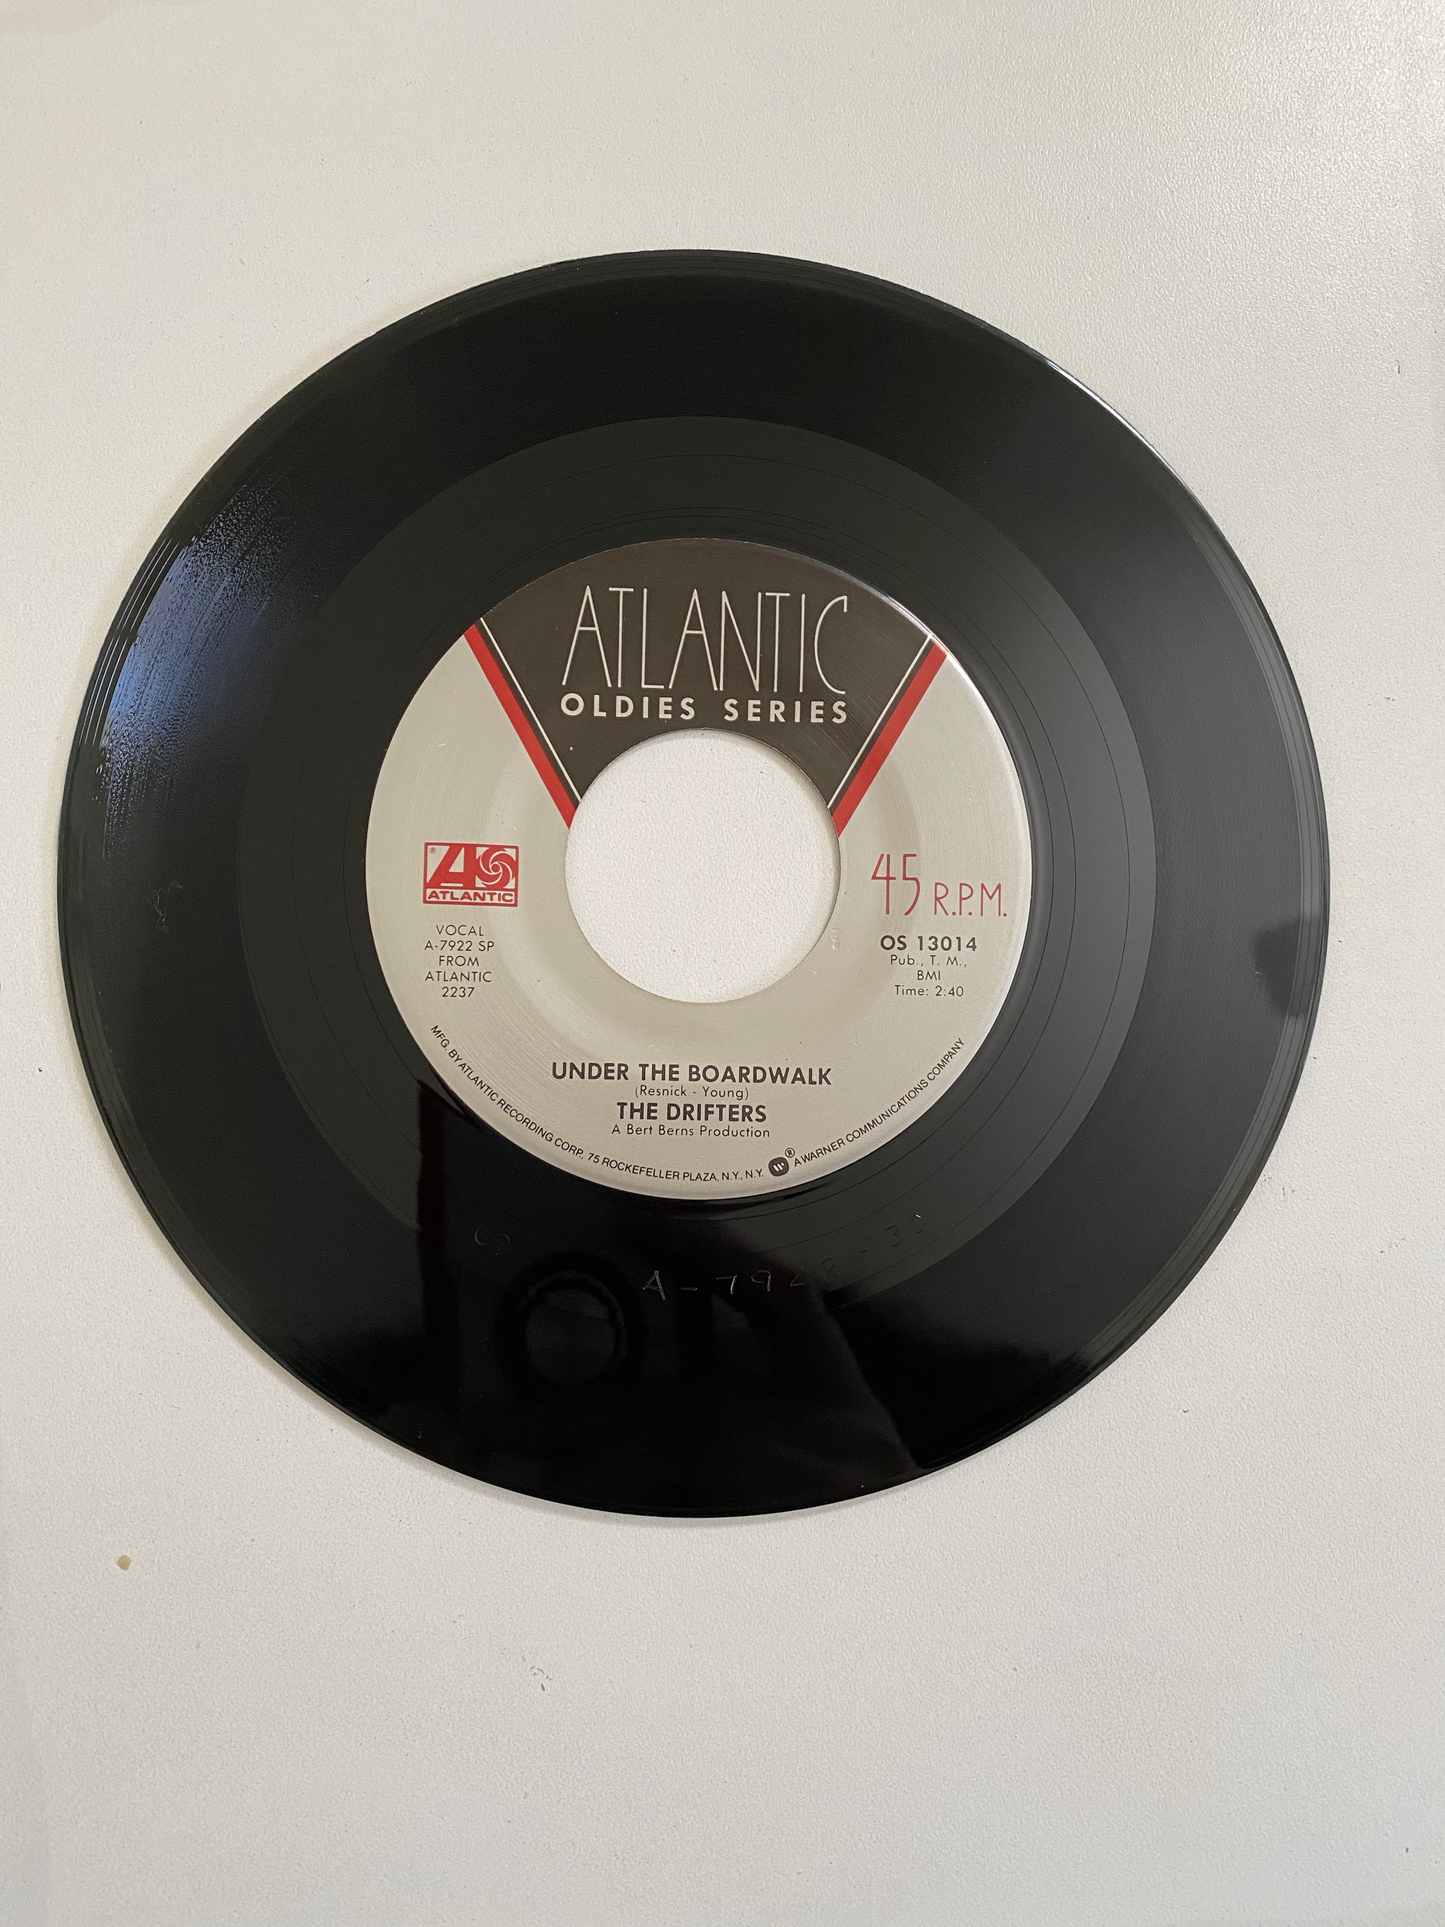 ATLANTIC
OLDIES SERIES
ATLANTIC
VOCAL
A-7922 SP
FROM
ATLANTIC
2237
45 R.P.M.
OS 13014
Pub., T. M.,
BMI
Time: 2:40
UNDER THE BOARDWALK
(Resnick - Young)
THE DRIFTERS
A Bert Berns Production
MFG. BY ATLANTIC RECORDING CORP., 75 ROCKEFELLER PLAZA, N.Y., N.Y. ® A WARNER COMMUNICATIONS COMPANY
A-7922-